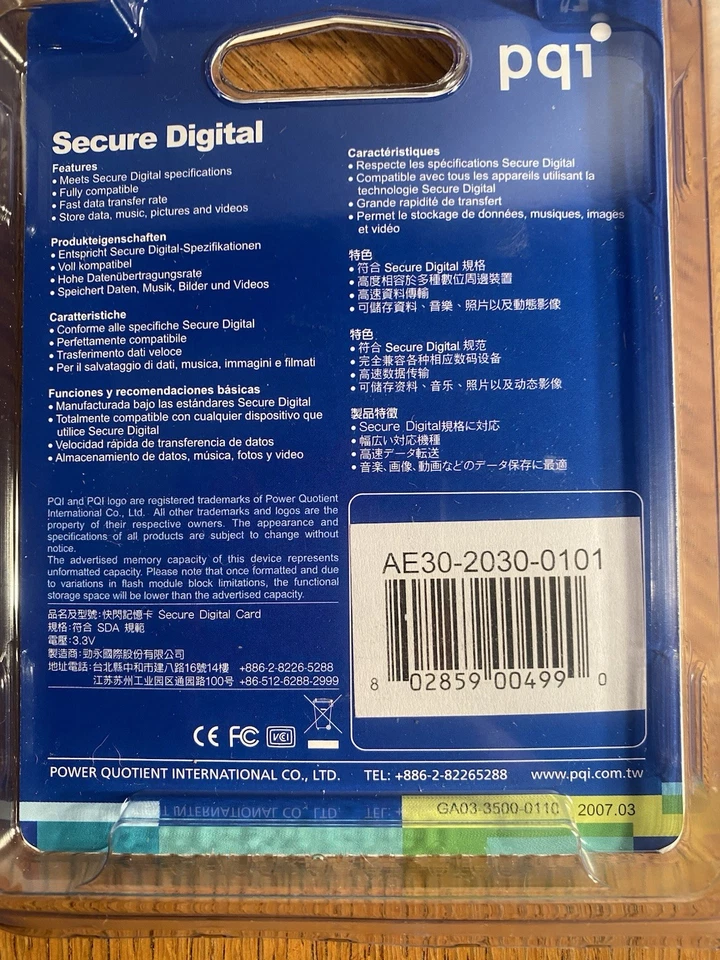 pqi
Secure Digital
Features
• Meets Secure Digital specifications
• Fully compatible
• Fast data transfer rate
• Store data, music, pictures and videos
Produkteigenschaften
• Entspricht Secure Digital-Spezifikationen
• Voll kompatibel
• Hohe Datenübertragungsrate
• Speichert Daten, Musik, Bilder und Videos
Caratteristiche
• Conforme alle specifiche Secure Digital
• Perfettamente compatibile
• Trasferimento dati veloce
• Per il salvataggio di dati, musica, immagini e filmati
Funciones y recomendaciones básicas
• Manufacturada bajo las estándares Secure Digital
• Totalmente compatible con cualquier dispositivo que
utilice Secure Digital
• Velocidad rápida de transferencia de datos
• Almacenamiento de datos, música, fotos y video
Caractéristiques
• Respecte les spécifications Secure Digital
• Compatible avec tous les appareils utilisant la
technologie Secure Digital
• Grande rapidité de transfert
• Permet le stockage de données, musiques, images
et vidéo
特色
• 符合 Secure Digital 規格
• 高度相容於多種數位周邊裝置
• 高速資料傳輸
• 可儲存資料、音樂、照片以及動態影像
特色
• 符合 Secure Digital 规范
• 完全兼容各种相应数码设备
• 高速数据传输
• 可储存资料、音乐、照片以及动态影像
製品特徴
• Secure Digital規格に対応
• 幅広い対応機種
• 高速データ転送
• 音楽、画像、動画などのデータ保存に最適
PQI and PQI logo are registered trademarks of Power Quotient
International Co., Ltd. All other trademarks and logos are the
property of their respective owners. The appearance and
specifications of all products are subject to change without
notice.
The advertised memory capacity of this device represents
unformatted capacity. Please note that once formatted and due
to variations in flash module block limitations, the functional
storage space will be lower than the advertised capacity.
品名及型號:快閃記憶卡 Secure Digital Card
規格:符合 SDA 規範
電壓:3.3V
製造商:勁永國際股份有限公司
地址電話:台北縣中和市建八路16號14樓 +886-2-8226-5288
江苏苏州工业园区通园路100号 +86-512-6288-2999
AE30-2030-0101
8 02859 00499 0
CE FC VCCI
POWER QUOTIENT INTERNATIONAL CO., LTD. TEL: +886-2-82265288 www.pqi.com.tw
GA03-3500-0110 2007.03